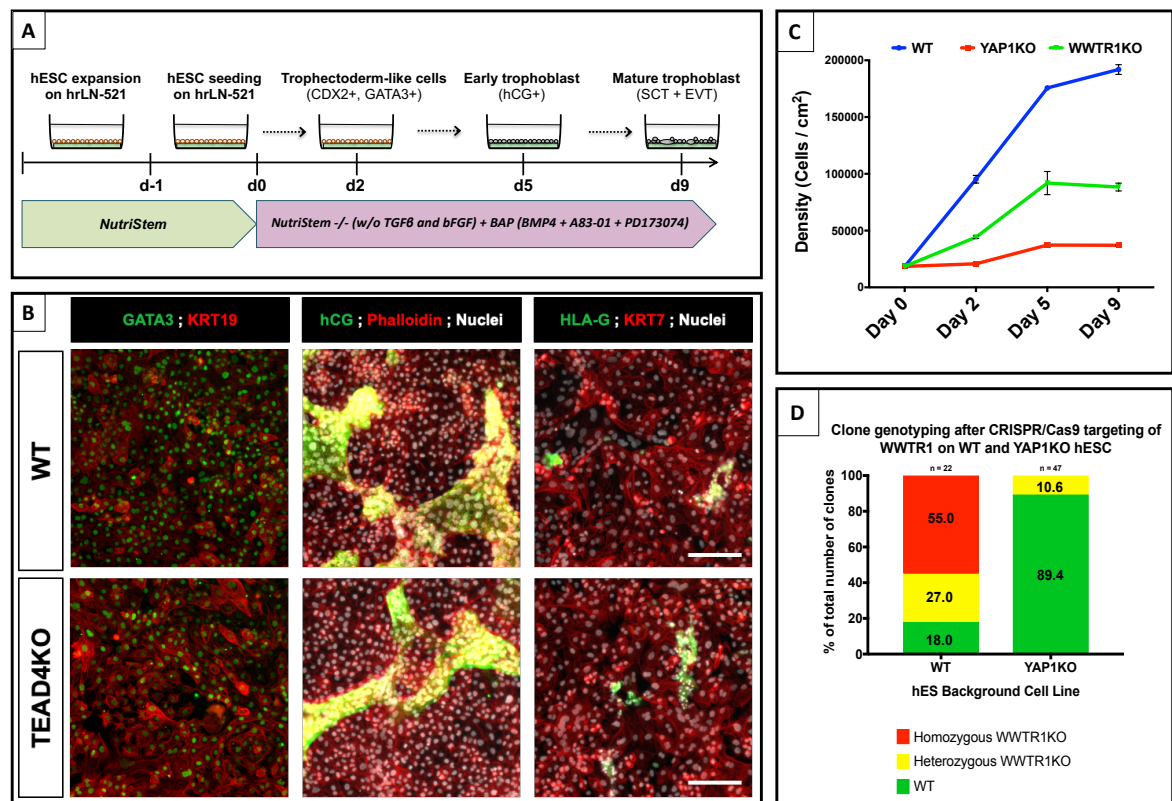 A
hESC expansion
on hrLN-521
hESC seeding
on hrLN-521
Trophectoderm-like cells
(CDX2+, GATA3+)
Early trophoblast
(hCG+)
Mature trophoblast
(SCT + EVT)
d-1
d0
d2
d5
d9
NutriStem
NutriStem -/- (w/o TGFß and bFGF) + BAP (BMP4 + A83-01 + PD173074)
B
GATA3 ; KRT19
hCG ; Phalloidin ; Nuclei
HLA-G ; KRT7 ; Nuclei
WT
TEAD4KO
C
WT
YAP1KO
WWTR1KO
Density (Cells / cm²)
200000
150000
100000
50000
0
Day 0
Day 2
Day 5
Day 9
D
Clone genotyping after CRISPR/Cas9 targeting of
WWTR1 on WT and YAP1KO hESC
n = 22
n = 47
% of total number of clones
100
80
60
40
20
0
55.0
27.0
18.0
10.6
89.4
WT
YAP1KO
hES Background Cell Line
Homozygous WWTR1KO
Heterozygous WWTR1KO
WT